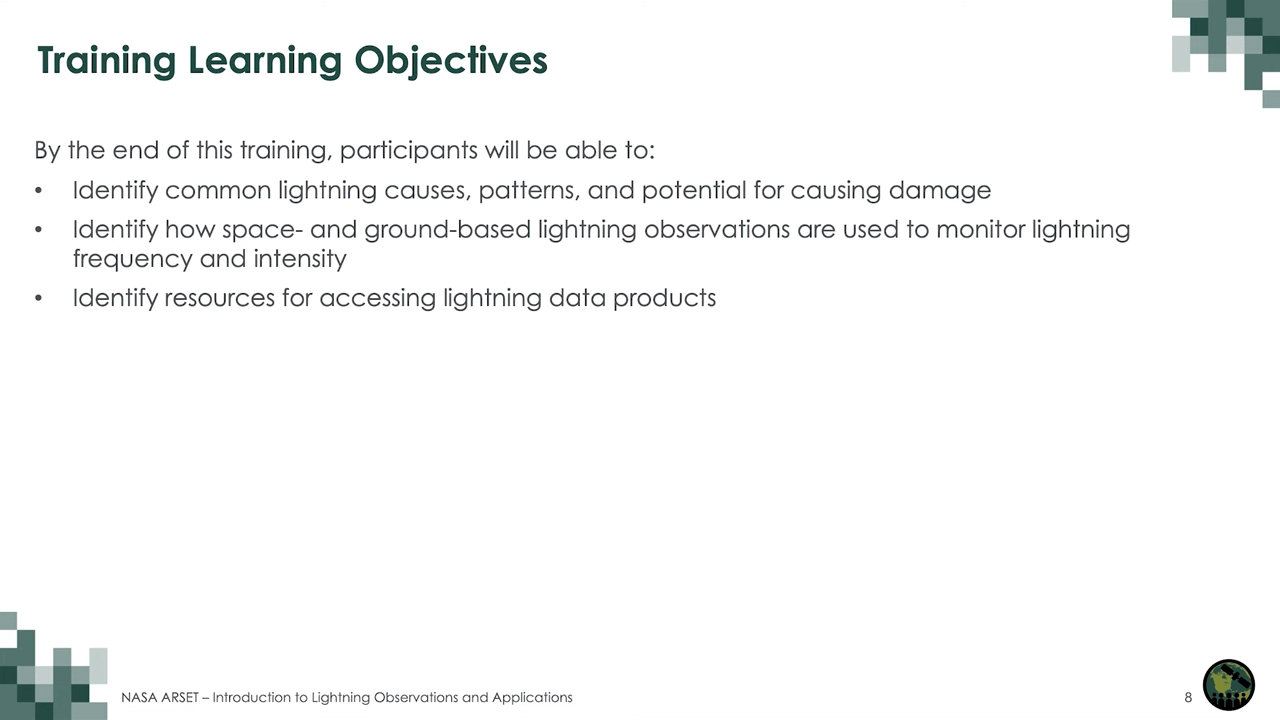 Training Learning Objectives
By the end of this training, participants will be able to:
• Identify common lightning causes, patterns, and potential for causing damage
• Identify how space- and ground-based lightning observations are used to monitor lightning
frequency and intensity
• Identify resources for accessing lightning data products
NASA ARSET – Introduction to Lightning Observations and Applications
8